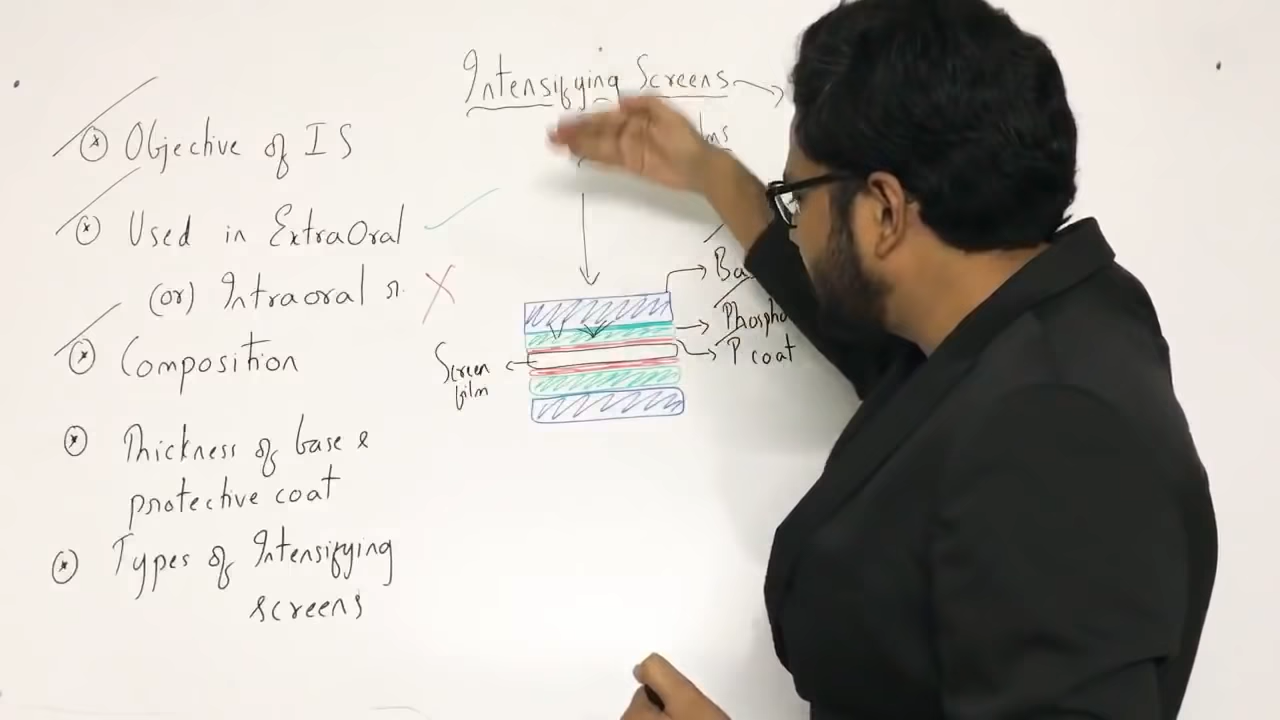 Intensifying Screens
Objective of IS
Used in ExtraOral
(or) Intraoral
Composition
Thickness of base &
protective coat
Types of Intensifying
screens
Screen
film
P coat